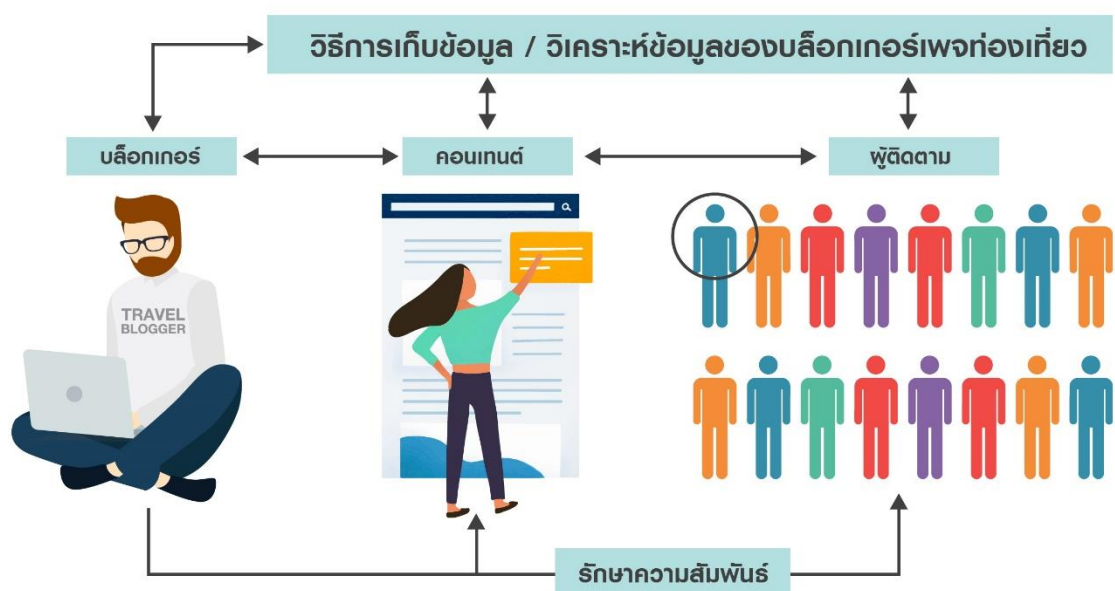 วิธีการเก็บข้อมูล / วิเคราะห์ข้อมูลของบล็อกเกอร์เพจท่องเที่ยว
บล็อกเกอร์
คอนเทนต์
ผู้ติดตาม
TRAVEL
BLOGGER
รักษาความสัมพันธ์